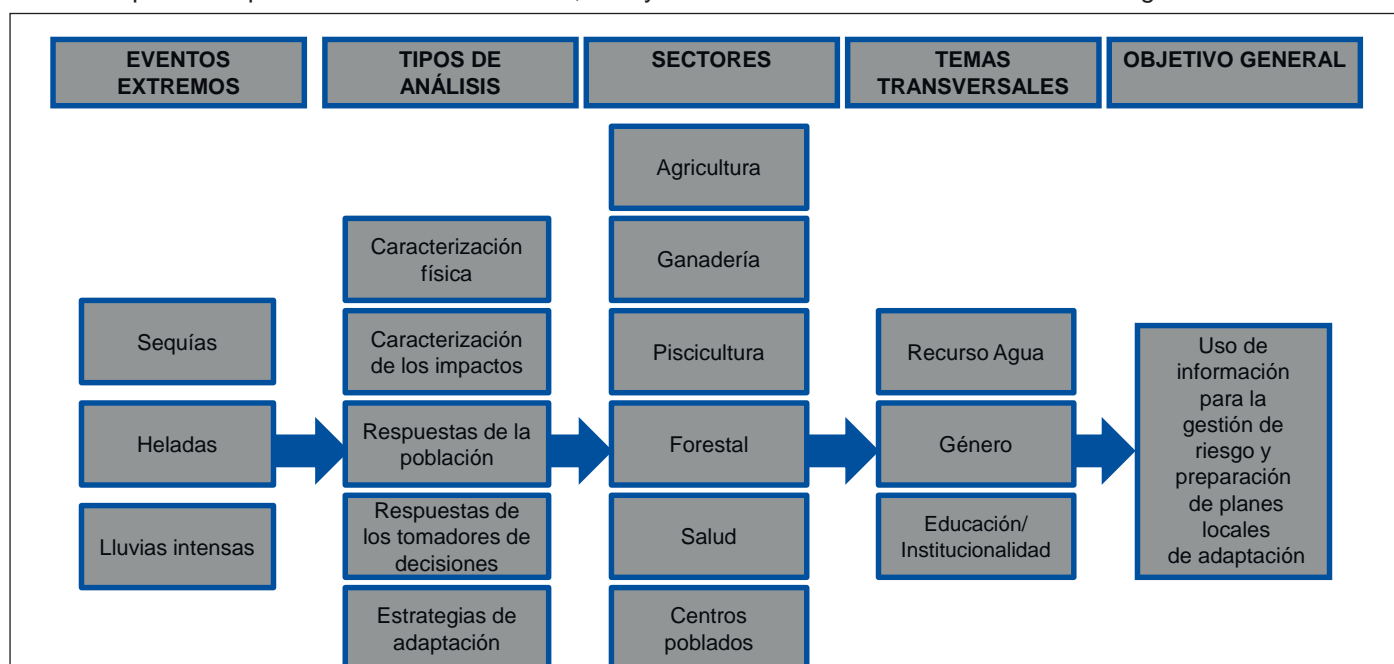 EVENTOS
EXTREMOS
TIPOS DE
ANÁLISIS
SECTORES
TEMAS
TRANSVERSALES
OBJETIVO GENERAL
Sequías
Heladas
Lluvias intensas
Caracterización
física
Caracterización
de los impactos
Respuestas de la
población
Respuestas de
los tomadores de
decisiones
Estrategias de
adaptación
Agricultura
Ganadería
Piscicultura
Forestal
Salud
Centros
poblados
Recurso Agua
Género
Educación/
Institucionalidad
Uso de
información
para la
gestión de
riesgo y
preparación
de planes
locales
de adaptación